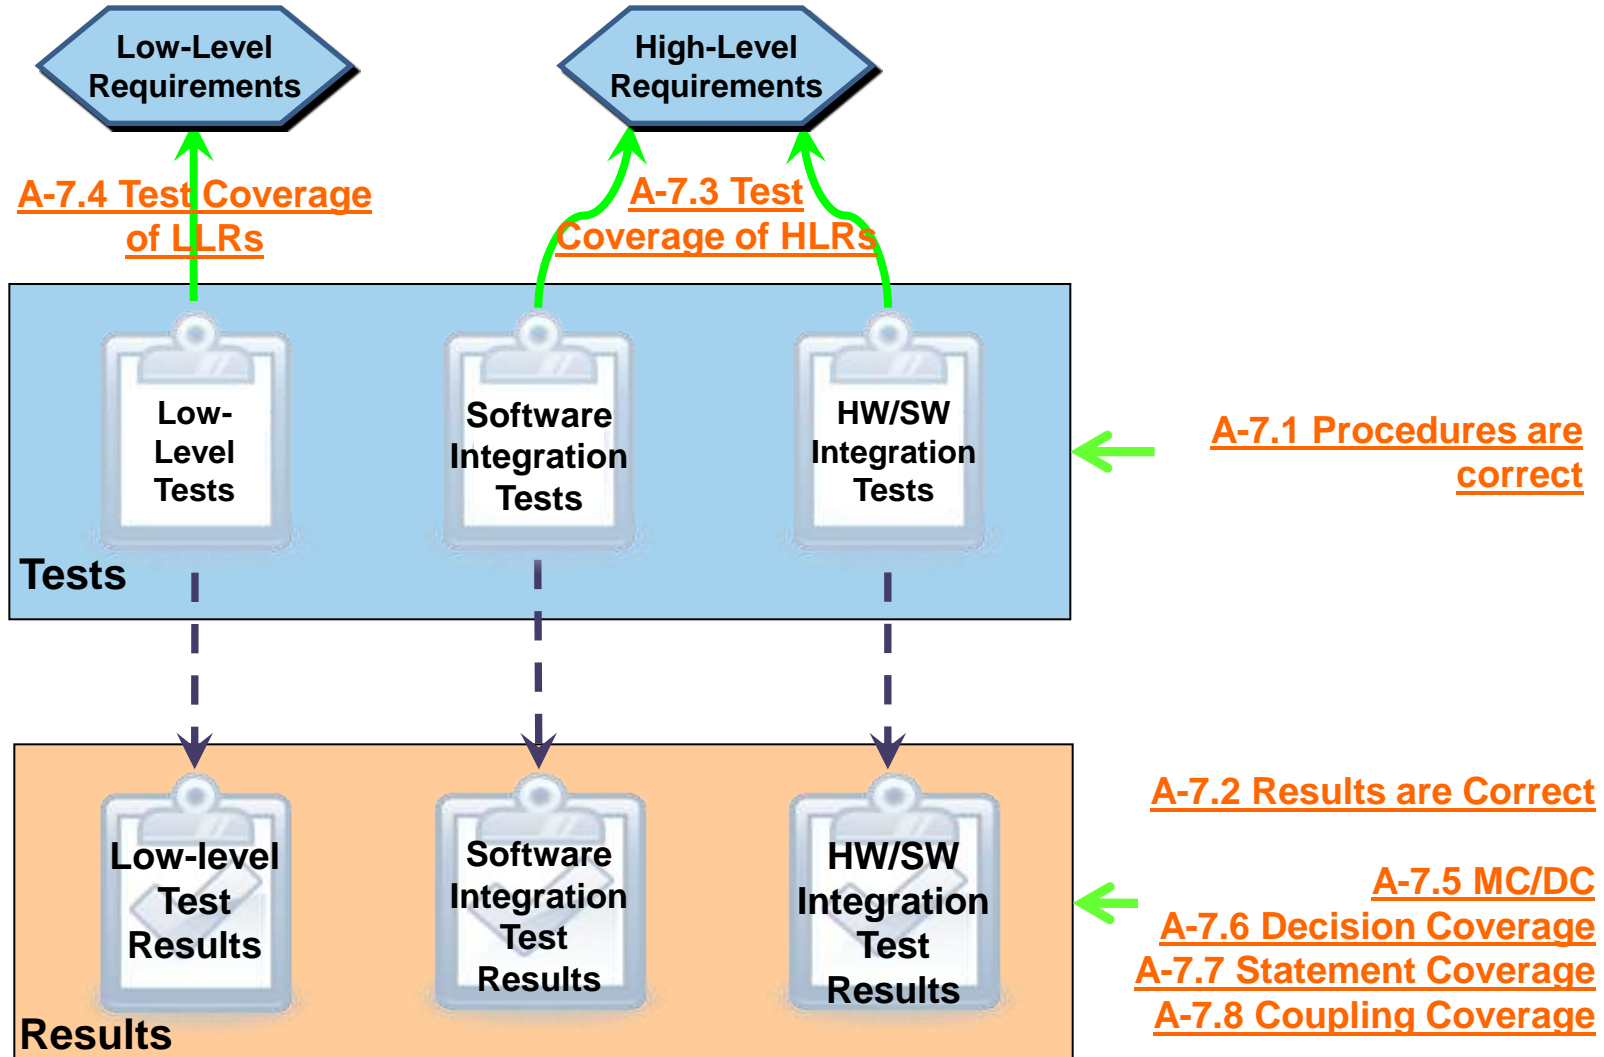 Low-Level
Requirements
High-Level
Requirements
A-7.4 Test Coverage
of LLRs
A-7.3 Test
Coverage of HLRs
Low-
Level
Tests
Software
Integration
Tests
HW/SW
Integration
Tests
A-7.1 Procedures are
correct
Tests
Low-level
Test
Results
Software
Integration
Test
Results
HW/SW
Integration
Test
Results
A-7.2 Results are Correct
A-7.5 MC/DC
A-7.6 Decision Coverage
A-7.7 Statement Coverage
A-7.8 Coupling Coverage
Results